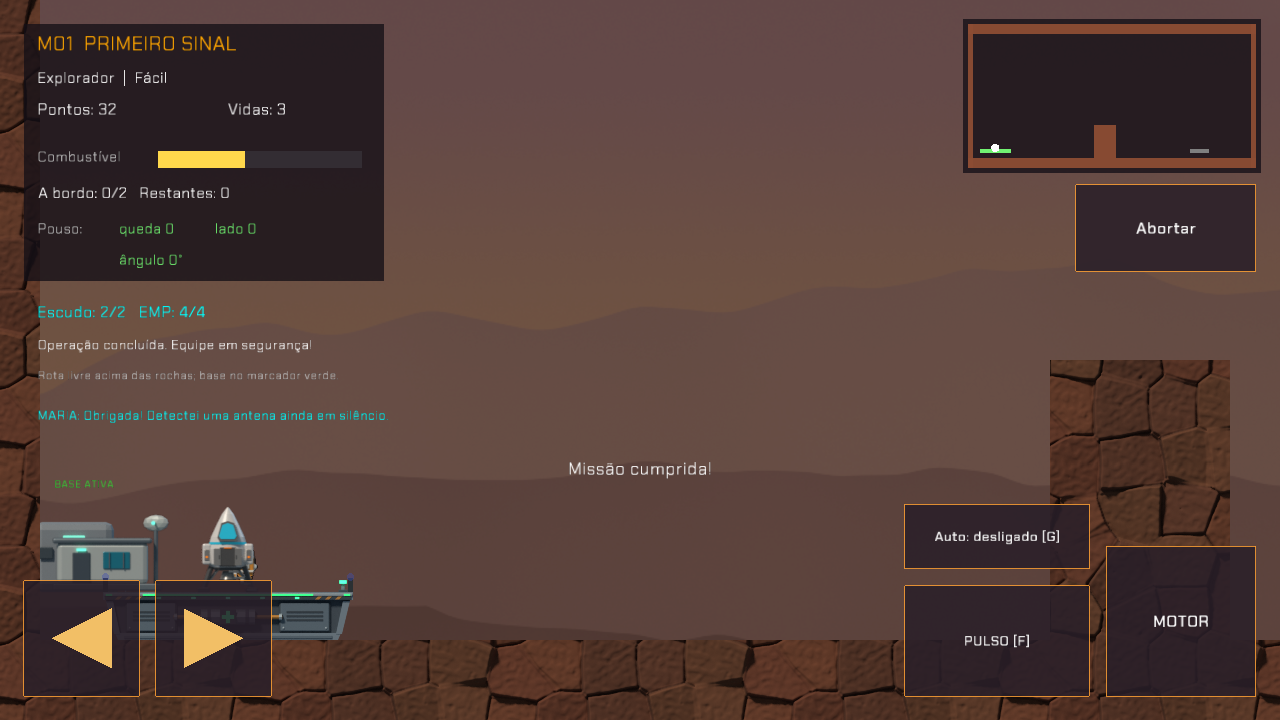 M01 PRIMEIRO SINAL
Explorador | Fácil
Pontos: 32 Vidas: 3
Combustível
A bordo: 0/2 Restantes: 0
Pouso: queda 0 lado 0
ângulo 0°
Abortar
Escudo: 2/2 EMP: 4/4
Operação concluída. Equipe em segurança!
Rota livre acima das rochas; base no marcador verde
MARIA: Obrigada! Detectei uma antena ainda em silêncio.
Missão cumprida!
BASE ATIVA
Auto: desligado [G]
PULSO [F]
MOTOR